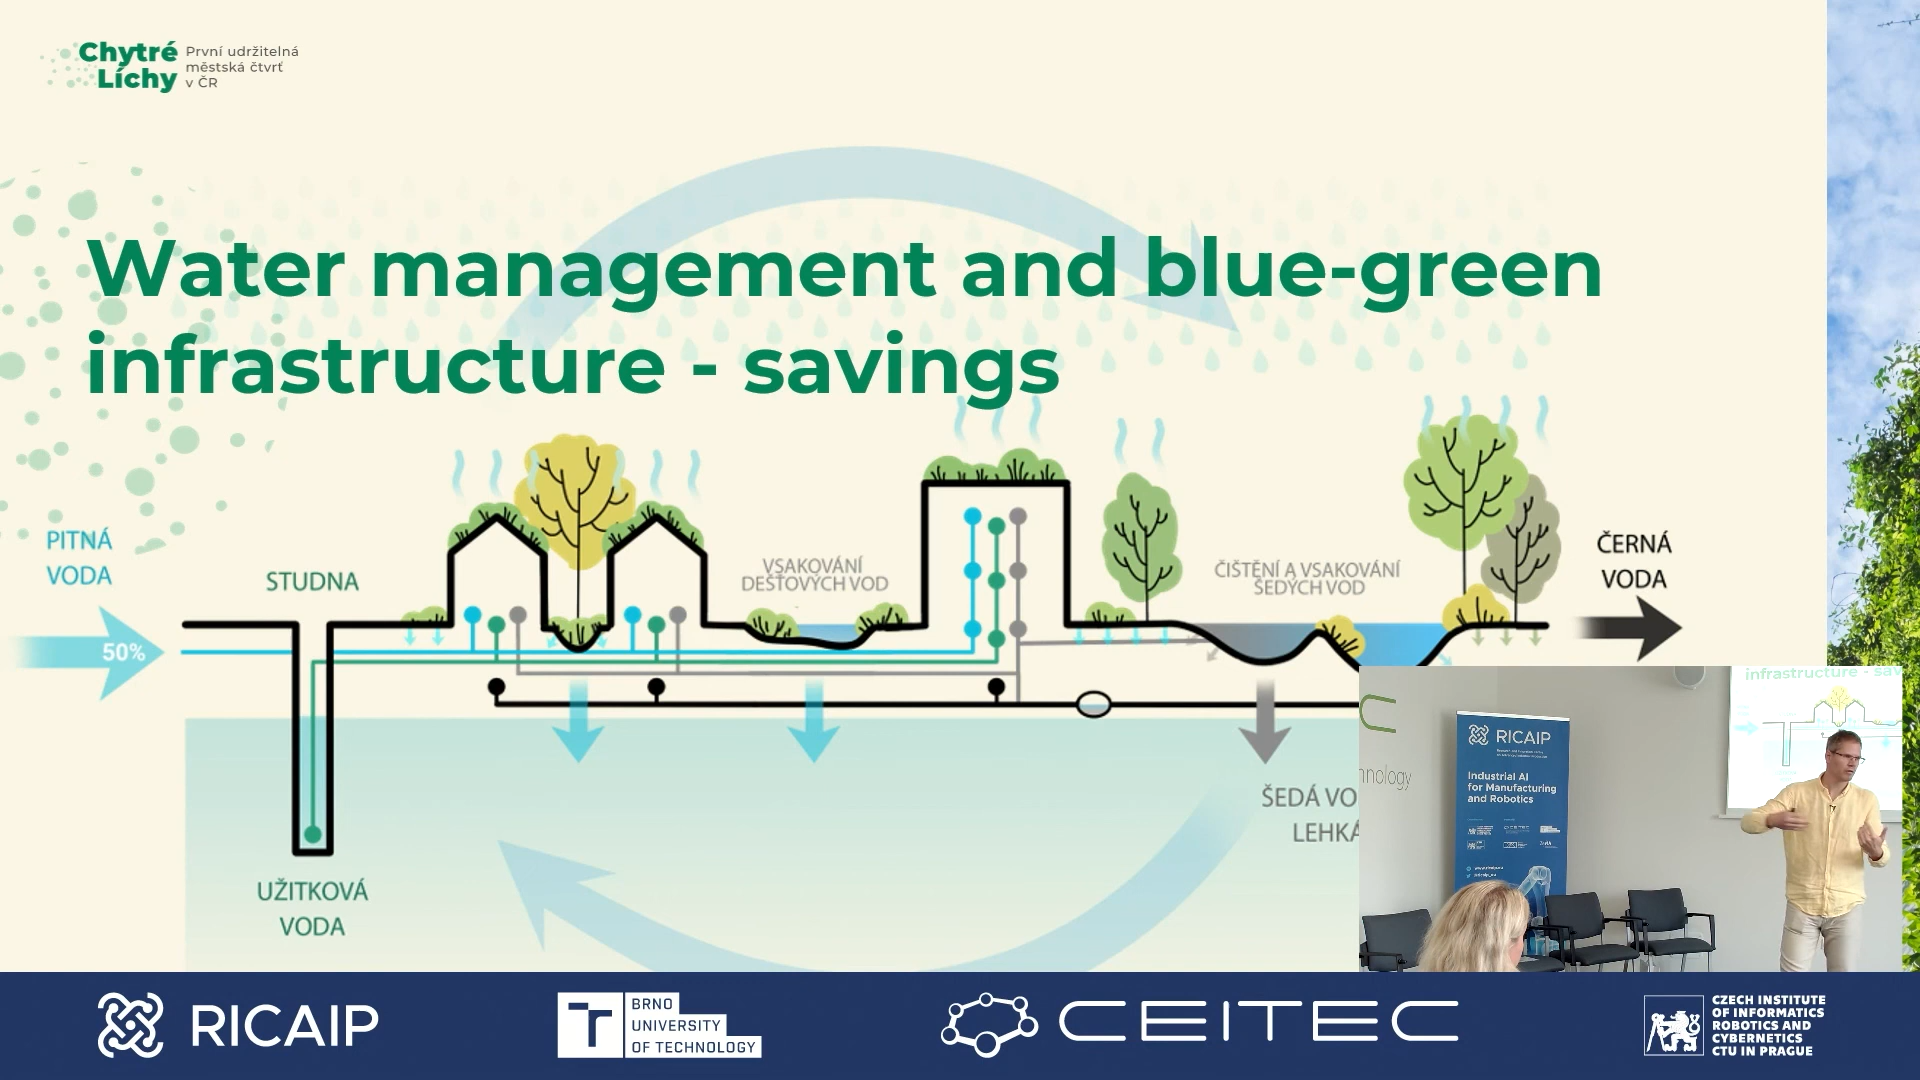 Chytré
Líchy
První udržitelná
městská čtvrť
v ČR
Water management and blue-green
infrastructure - savings
PITNÁ
VODA
50%
STUDNA
VSAKOVÁNÍ
DEŠŤOVÝCH VOD
ČIŠTĚNÍ A VSAKOVÁNÍ
ŠEDÝCH VOD
ČERNÁ
VODA
UŽITKOVÁ
VODA
ŠEDÁ VO
LEHKÁ
infrastructure - sav
C
hnology
RICAIP
Industrial AI
for Manufacturing
and Robotics
CEITEC
RICAIP
T
BRNO
UNIVERSITY
OF TECHNOLOGY
CEITEC
CZECH INSTITUTE
OF INFORMATICS
ROBOTICS AND
CYBERNETICS
CTU IN PRAGUE